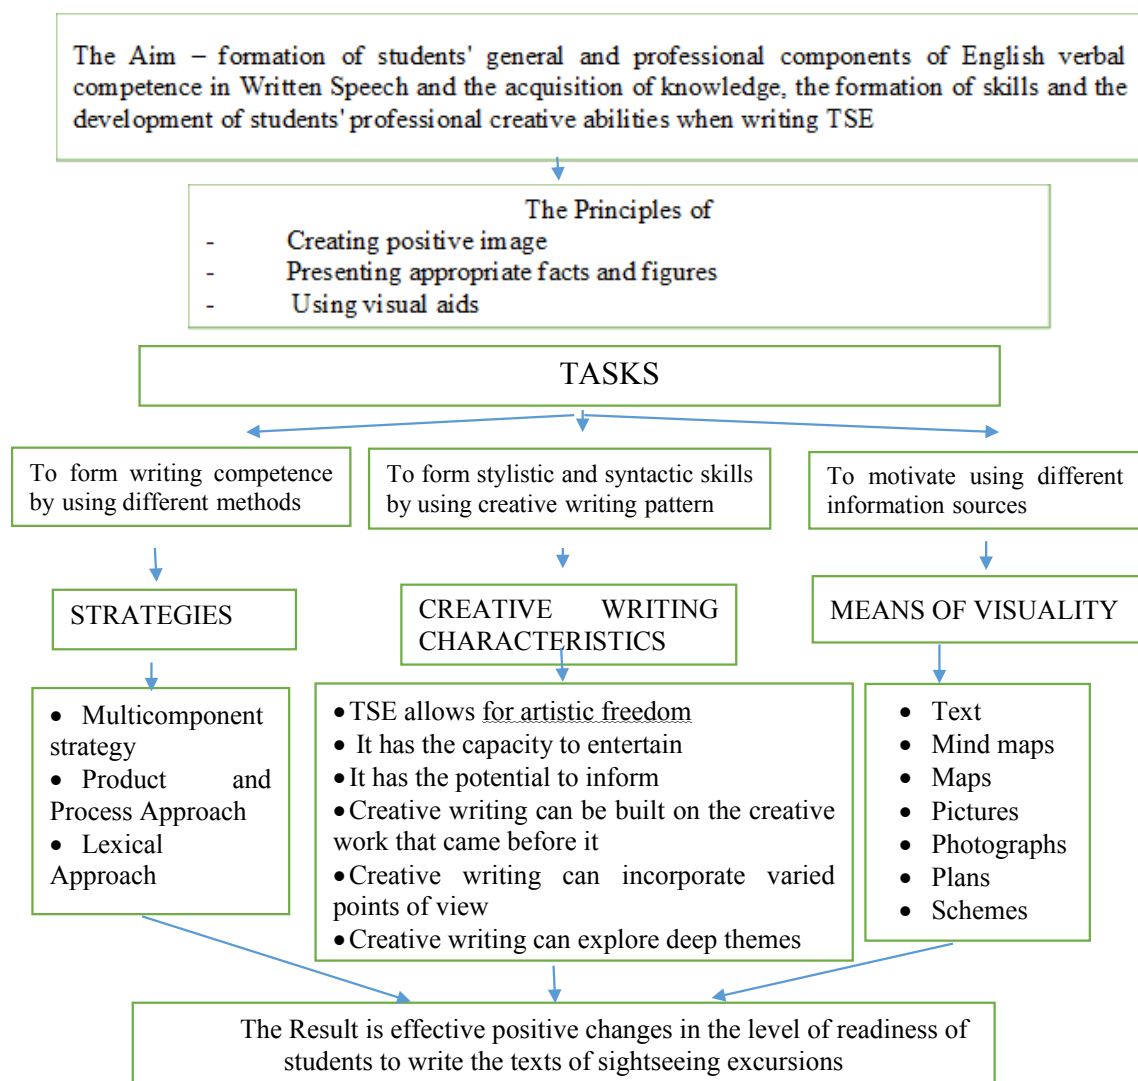 The Aim – formation of students' general and professional components of English verbal
competence in Written Speech and the acquisition of knowledge, the formation of skills and the
development of students' professional creative abilities when writing TSE
The Principles of
- Creating positive image
- Presenting appropriate facts and figures
- Using visual aids
TASKS
To form writing competence
by using different methods
To form stylistic and syntactic skills
by using creative writing pattern
To motivate using different
information sources
STRATEGIES
CREATIVE WRITING
CHARACTERISTICS
MEANS OF VISUALITY
• Multicomponent
strategy
• Product and
Process Approach
• Lexical
Approach
• TSE allows for artistic freedom
• It has the capacity to entertain
• It has the potential to inform
• Creative writing can be built on the creative
work that came before it
• Creative writing can incorporate varied
points of view
• Creative writing can explore deep themes
• Text
• Mind maps
• Maps
• Pictures
• Photographs
• Plans
• Schemes
The Result is effective positive changes in the level of readiness of
students to write the texts of sightseeing excursions